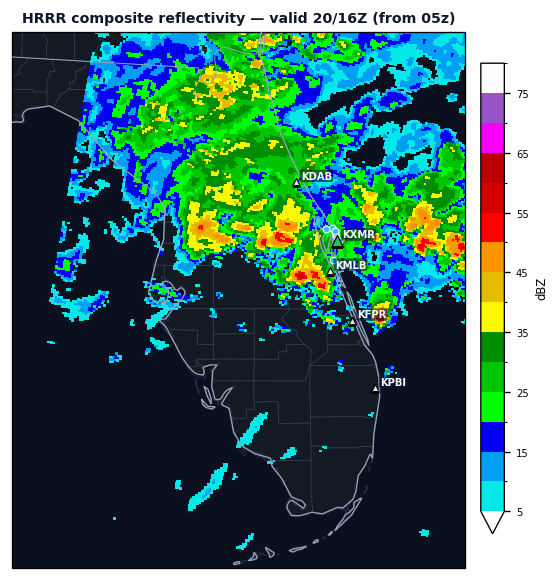 HRRR composite reflectivity — valid 20/16Z (from 05z)
KDAB
KXMR
KMLB
KFPR
KPBI
75
65
55
45
35
25
15
5
dBZ